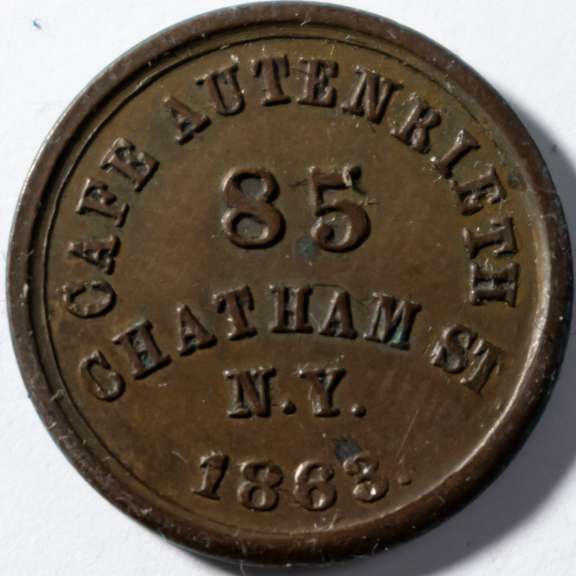 CAFE AUTENRIETH
85
CHATHAM ST
N.Y.
1863.